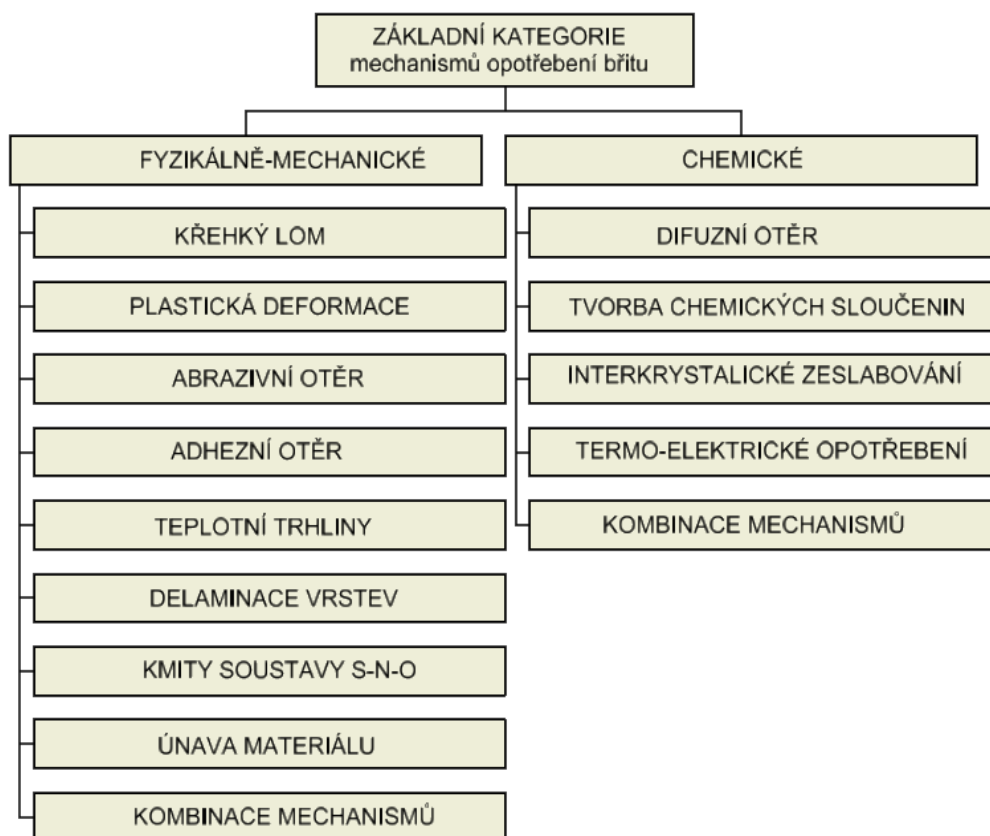 ZÁKLADNÍ KATEGORIE
mechanismů opotřebení břitu
FYZIKÁLNĚ-MECHANICKÉ
KŘEHKÝ LOM
PLASTICKÁ DEFORMACE
ABRAZIVNÍ OTĚR
ADHEZNÍ OTĚR
TEPLOTNÍ TRHLINY
DELAMINACE VRSTEV
KMITY SOUSTAVY S-N-O
ÚNAVA MATERIÁLU
KOMBINACE MECHANISMŮ
CHEMICKÉ
DIFUZNÍ OTĚR
TVORBA CHEMICKÝCH SLOUČENIN
INTERKRYSTALICKÉ ZESLABOVÁNÍ
TERMO-ELEKTRICKÉ OPOTŘEBENÍ
KOMBINACE MECHANISMŮ